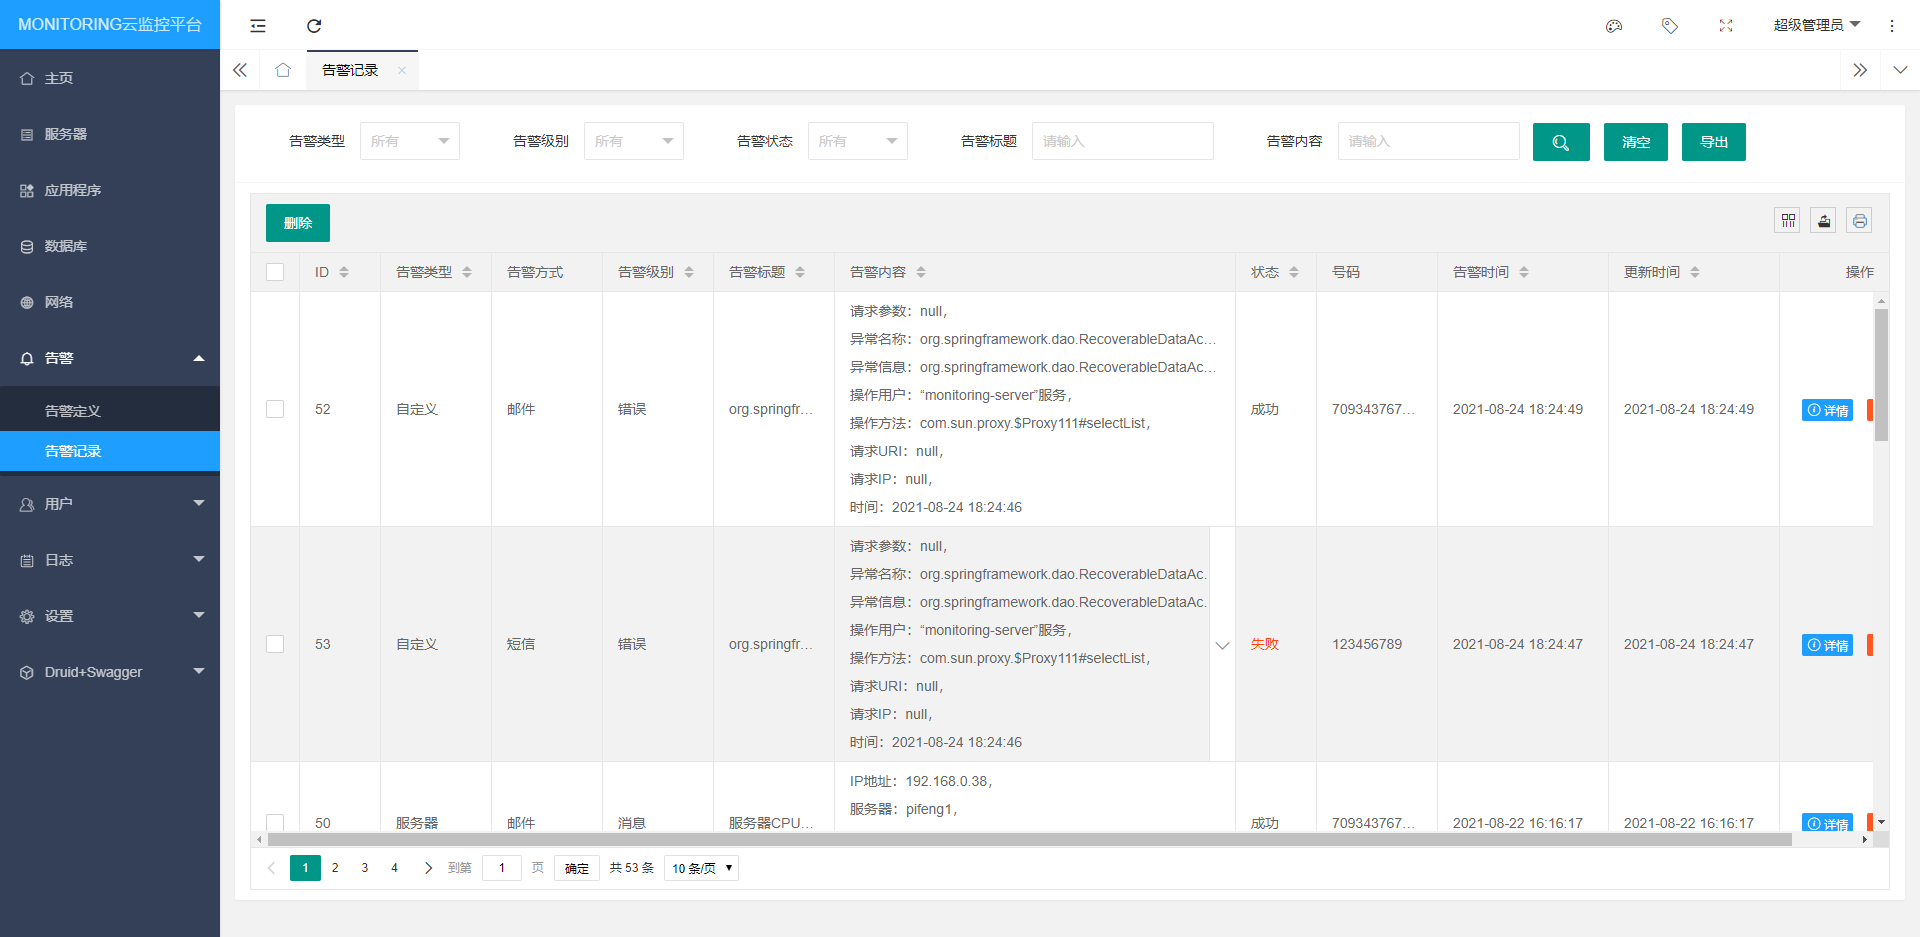 MONITORING云监控平台
超级管理员
主页
服务器
应用程序
数据库
网络
告警
告警定义
告警记录
用户
日志
设置
Druid+Swagger
告警记录
告警类型 所有 告警级别 所有 告警状态 所有 告警标题 请输入 告警内容 请输入 清空 导出
删除
ID 告警类型 告警方式 告警级别 告警标题 告警内容 状态 号码 告警时间 更新时间 操作
请求参数：null，
异常名称：org.springframework.dao.RecoverableDataAc...
异常信息：org.springframework.dao.RecoverableDataAc...
操作用户：“monitoring-server”服务，
操作方法：com.sun.proxy.$Proxy111#selectList，
请求URI：null，
请求IP：null，
时间：2021-08-24 18:24:46
52 自定义 邮件 错误 org.springfr... 成功 709343767... 2021-08-24 18:24:49 2021-08-24 18:24:49 详情
请求参数：null，
异常名称：org.springframework.dao.RecoverableDataAc.
异常信息：org.springframework.dao.RecoverableDataAc.
操作用户：“monitoring-server”服务，
操作方法：com.sun.proxy.$Proxy111#selectList，
请求URI：null，
请求IP：null，
时间：2021-08-24 18:24:46
53 自定义 短信 错误 org.springfr... 失败 123456789 2021-08-24 18:24:47 2021-08-24 18:24:47 详情
IP地址：192.168.0.38，
服务器：pifeng1，
50 服务器 邮件 消息 服务器CPU... 成功 709343767... 2021-08-22 16:16:17 2021-08-22 16:16:17 详情
1 2 3 4 到第 1 页 确定 共 53 条 10 条/页